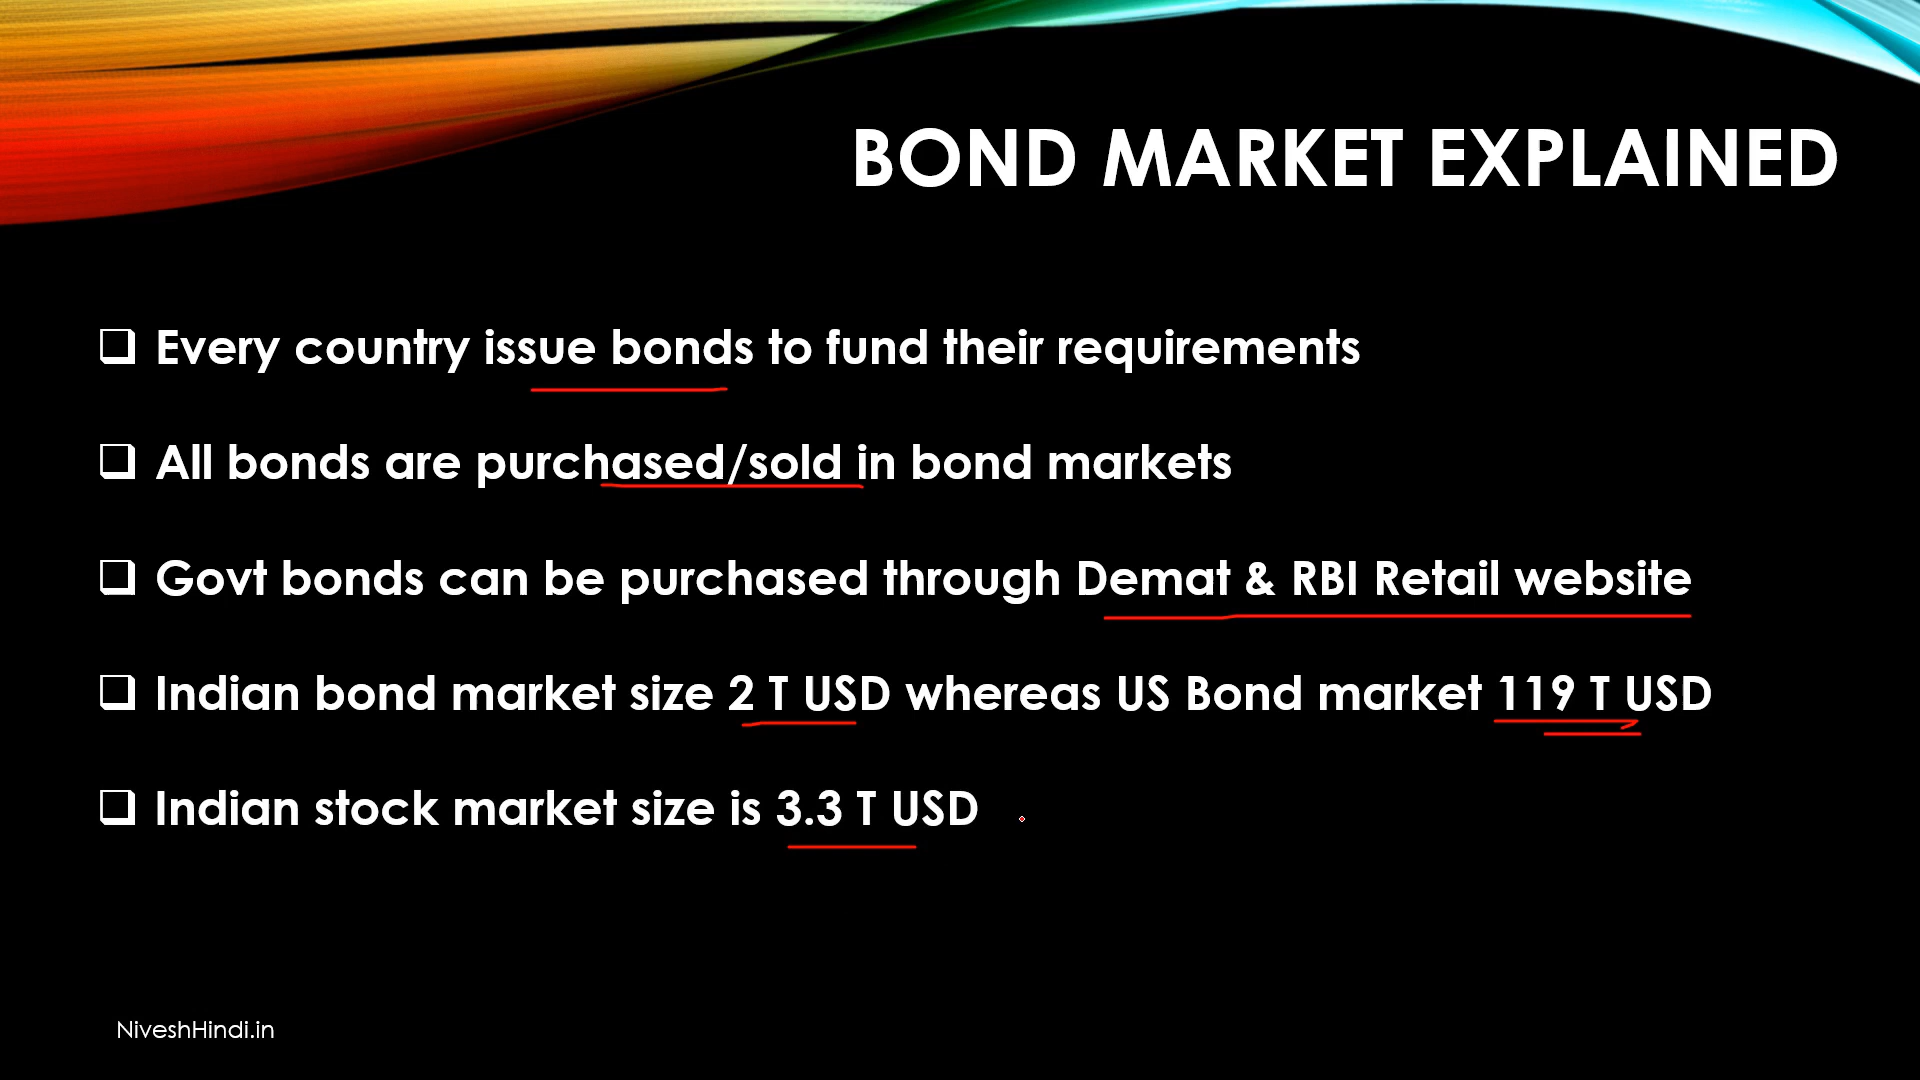 BOND MARKET EXPLAINED
Every country issue bonds to fund their requirements
All bonds are purchased/sold in bond markets
Govt bonds can be purchased through Demat & RBI Retail website
Indian bond market size 2 T USD whereas US Bond market 119 T USD
Indian stock market size is 3.3 T USD
NiveshHindi.in